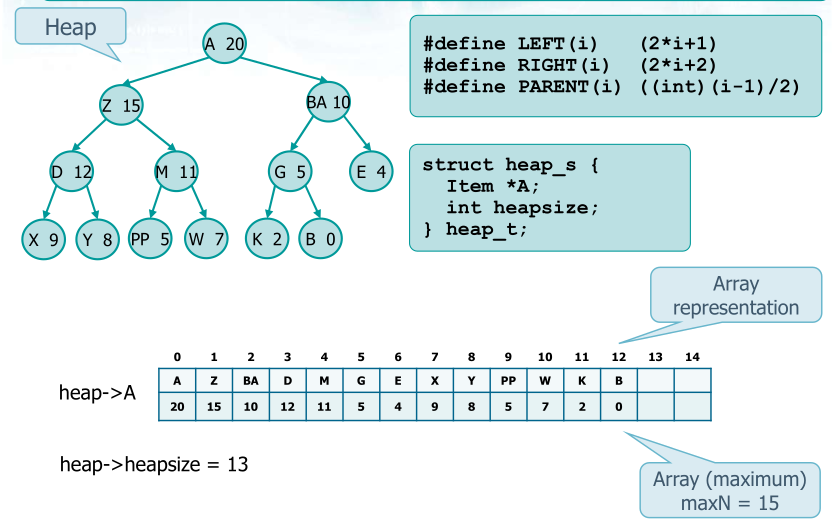 Heap
A 20
Z 15
BA 10
D 12
M 11
G 5
E 4
X 9
Y 8
PP 5
W 7
K 2
B 0
#define LEFT(i) (2*i+1)
#define RIGHT(i) (2*i+2)
#define PARENT(i) ((int)(i-1)/2)
struct heap_s {
Item *A;
int heapsize;
} heap_t;
Array
representation
0 1 2 3 4 5 6 7 8 9 10 11 12 13 14
heap->A
A Z BA D M G E X Y PP W K B
20 15 10 12 11 5 4 9 8 5 7 2 0
heap->heapsize = 13
Array (maximum)
maxN = 15